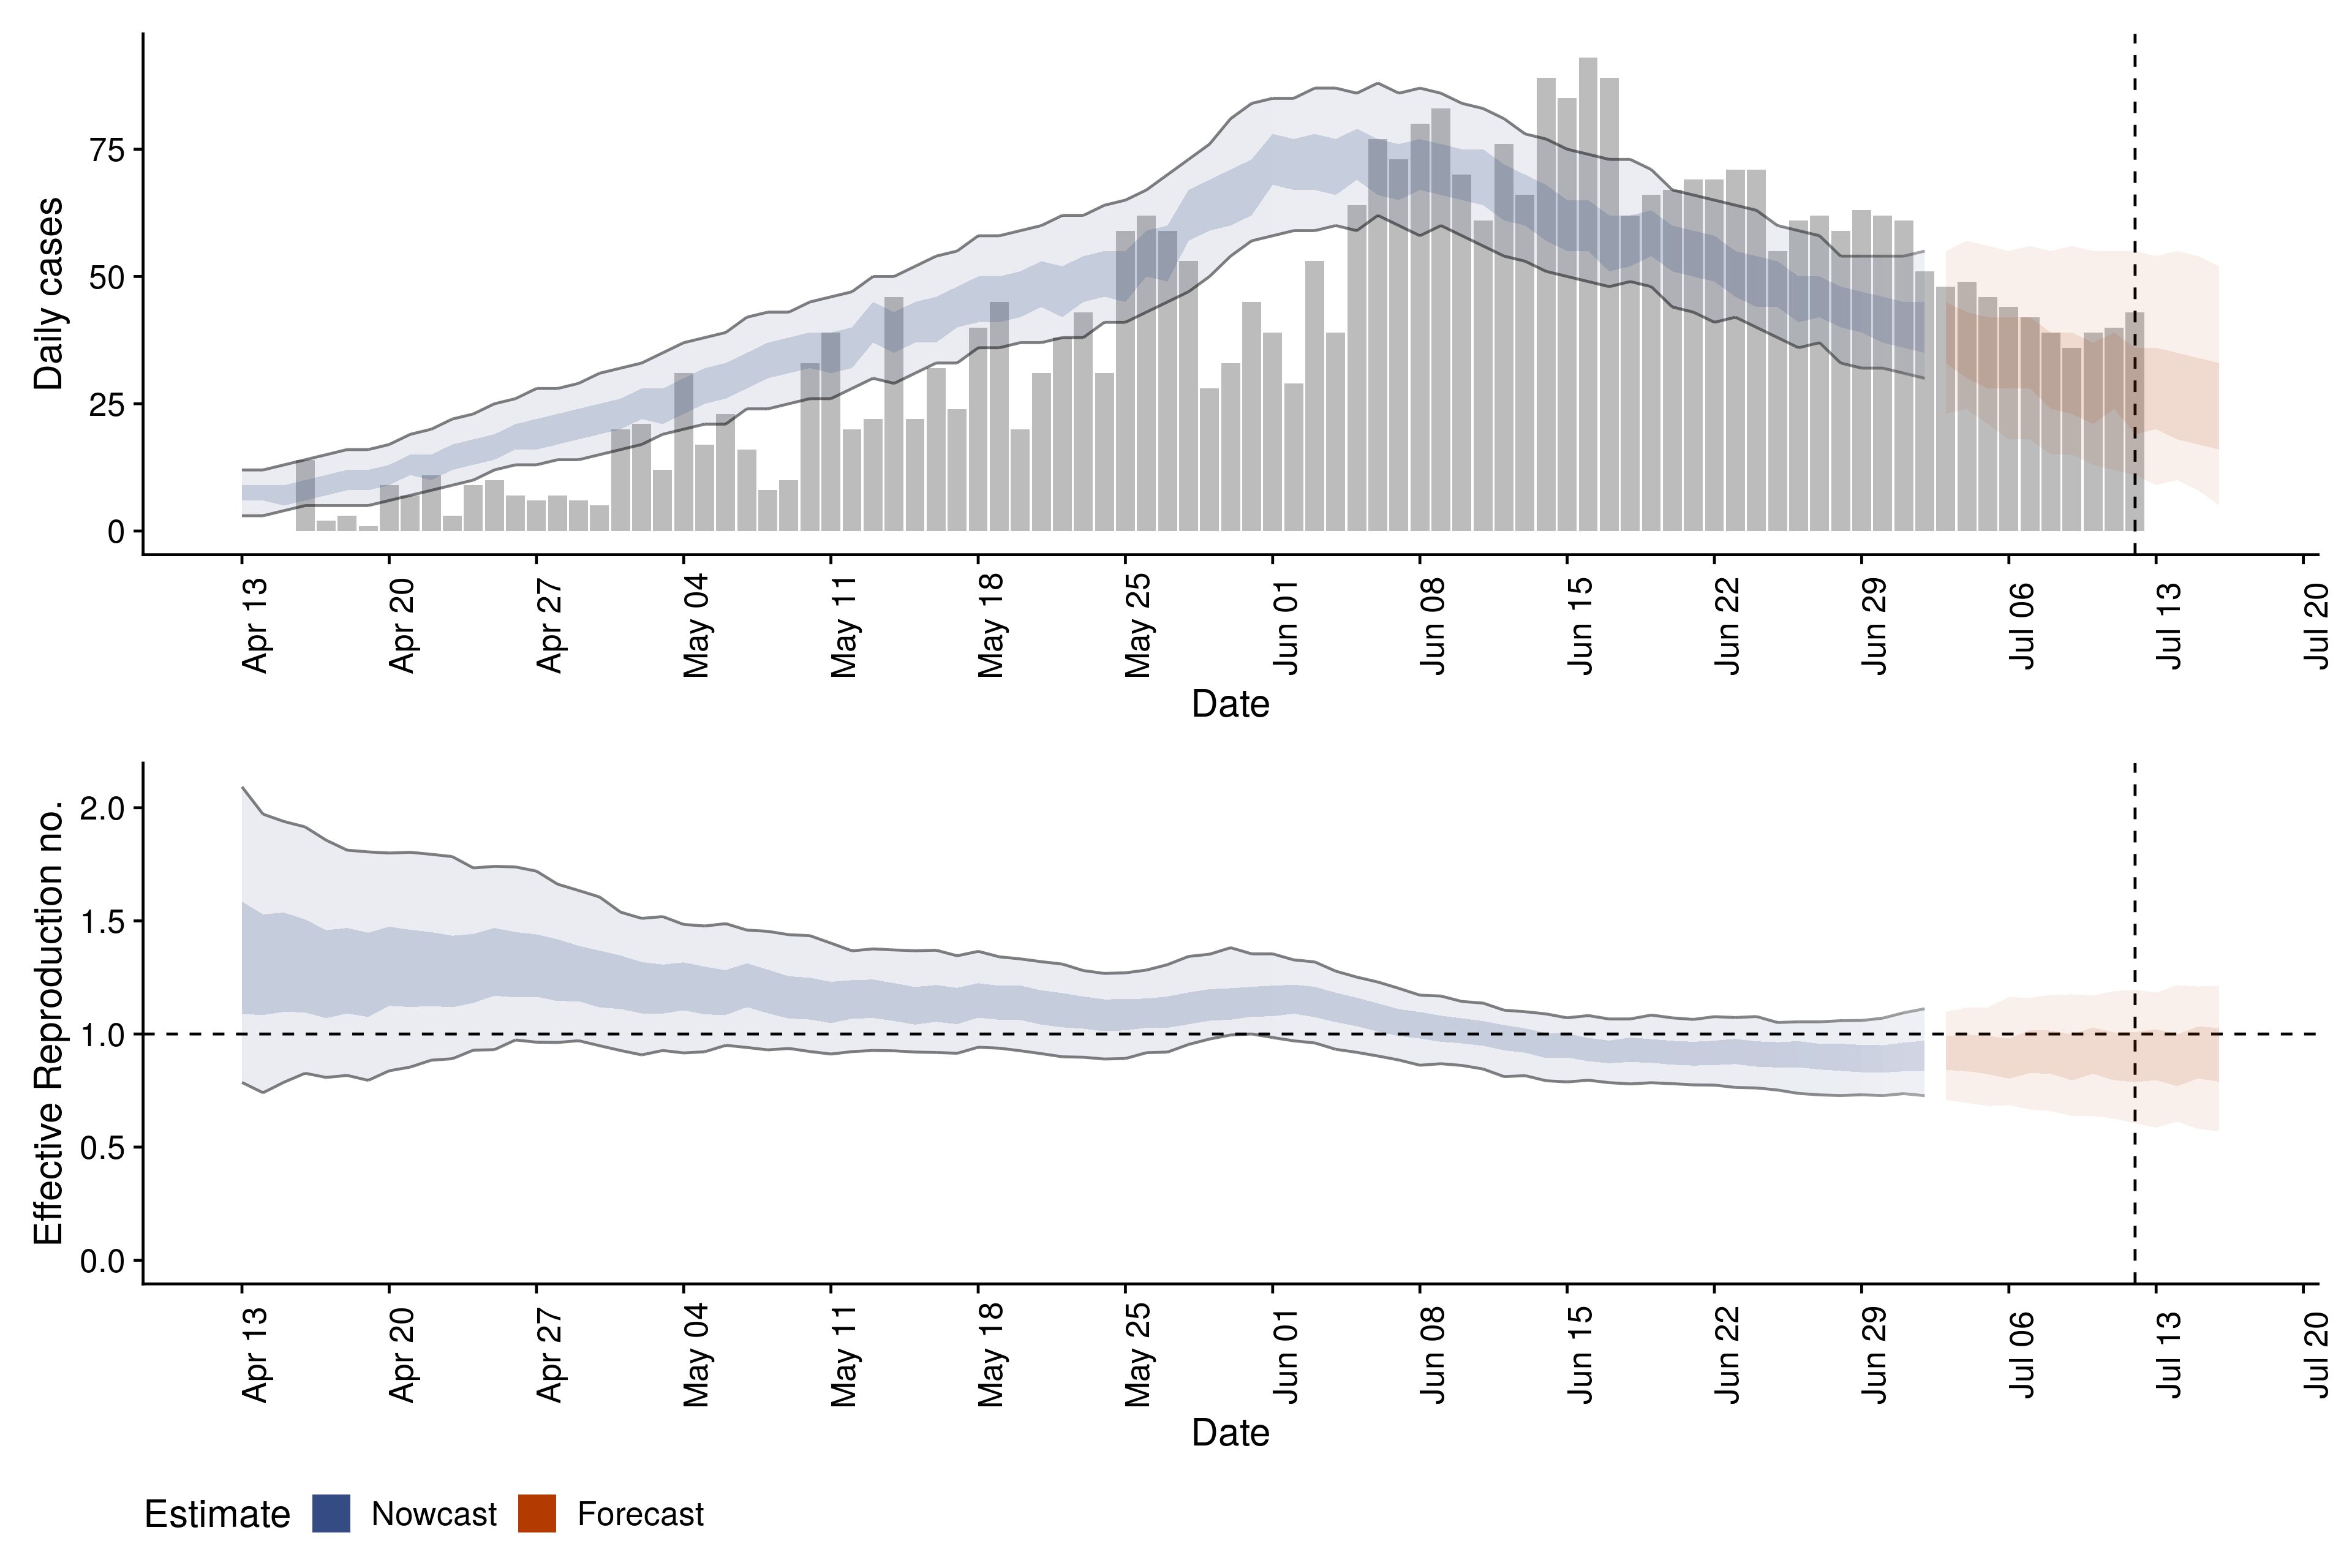 Daily cases
75
50
25
0
Apr 13
Apr 20
Apr 27
May 04
May 11
May 18
May 25
Jun 01
Jun 08
Jun 15
Jun 22
Jun 29
Jul 06
Jul 13
Jul 20
Date
Effective Reproduction no.
2.0
1.5
1.0
0.5
0.0
Apr 13
Apr 20
Apr 27
May 04
May 11
May 18
May 25
Jun 01
Jun 08
Jun 15
Jun 22
Jun 29
Jul 06
Jul 13
Jul 20
Date
Estimate Nowcast Forecast